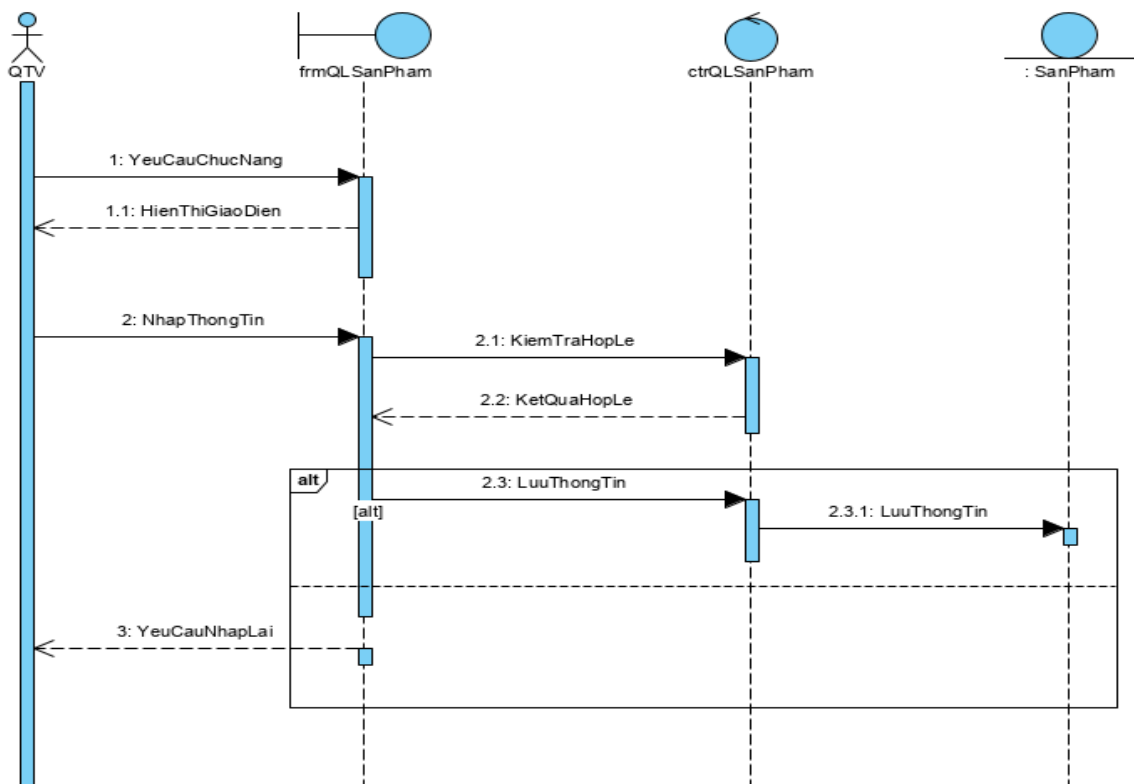 QTV
frmQLSanPham
ctrQLSanPham
: SanPham
1: YeuCauChucNang
1.1: HienThiGiaoDien
2: NhapThongTin
2.1: KiemTraHopLe
2.2: KetQuaHopLe
alt
2.3: LuuThongTin
[alt]
2.3.1: LuuThongTin
3: YeuCauNhapLai